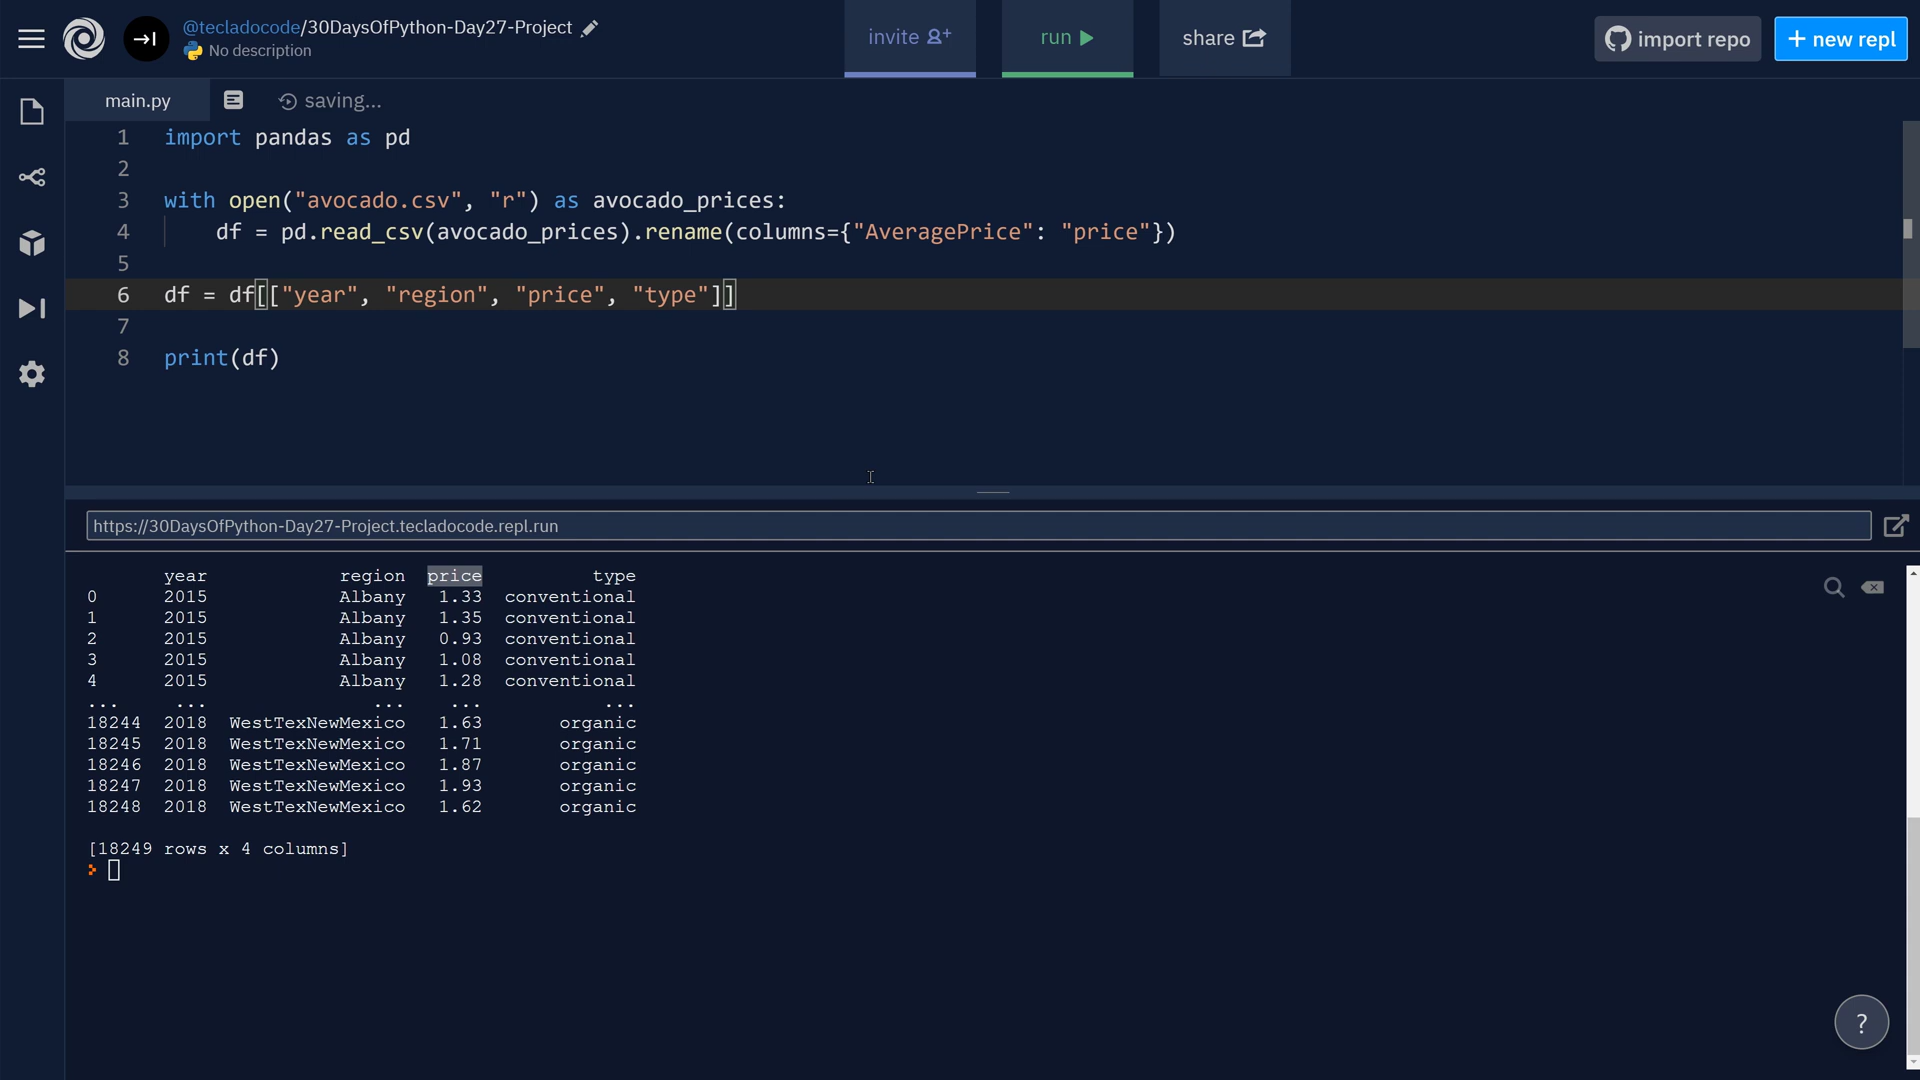 @tecladocode/30DaysOfPython-Day27-Project
No description
invite
run
share
import repo
+ new repl
main.py
saving...
1 import pandas as pd
2
3 with open("avocado.csv", "r") as avocado_prices:
4 df = pd.read_csv(avocado_prices).rename(columns={"AveragePrice": "price"})
5
6 df = df[["year", "region", "price", "type"]]
7
8 print(df)
https://30DaysOfPython-Day27-Project.tecladocode.repl.run
year region price type
0 2015 Albany 1.33 conventional
1 2015 Albany 1.35 conventional
2 2015 Albany 0.93 conventional
3 2015 Albany 1.08 conventional
4 2015 Albany 1.28 conventional
... ... ... ... ...
18244 2018 WestTexNewMexico 1.63 organic
18245 2018 WestTexNewMexico 1.71 organic
18246 2018 WestTexNewMexico 1.87 organic
18247 2018 WestTexNewMexico 1.93 organic
18248 2018 WestTexNewMexico 1.62 organic
[18249 rows x 4 columns]
?